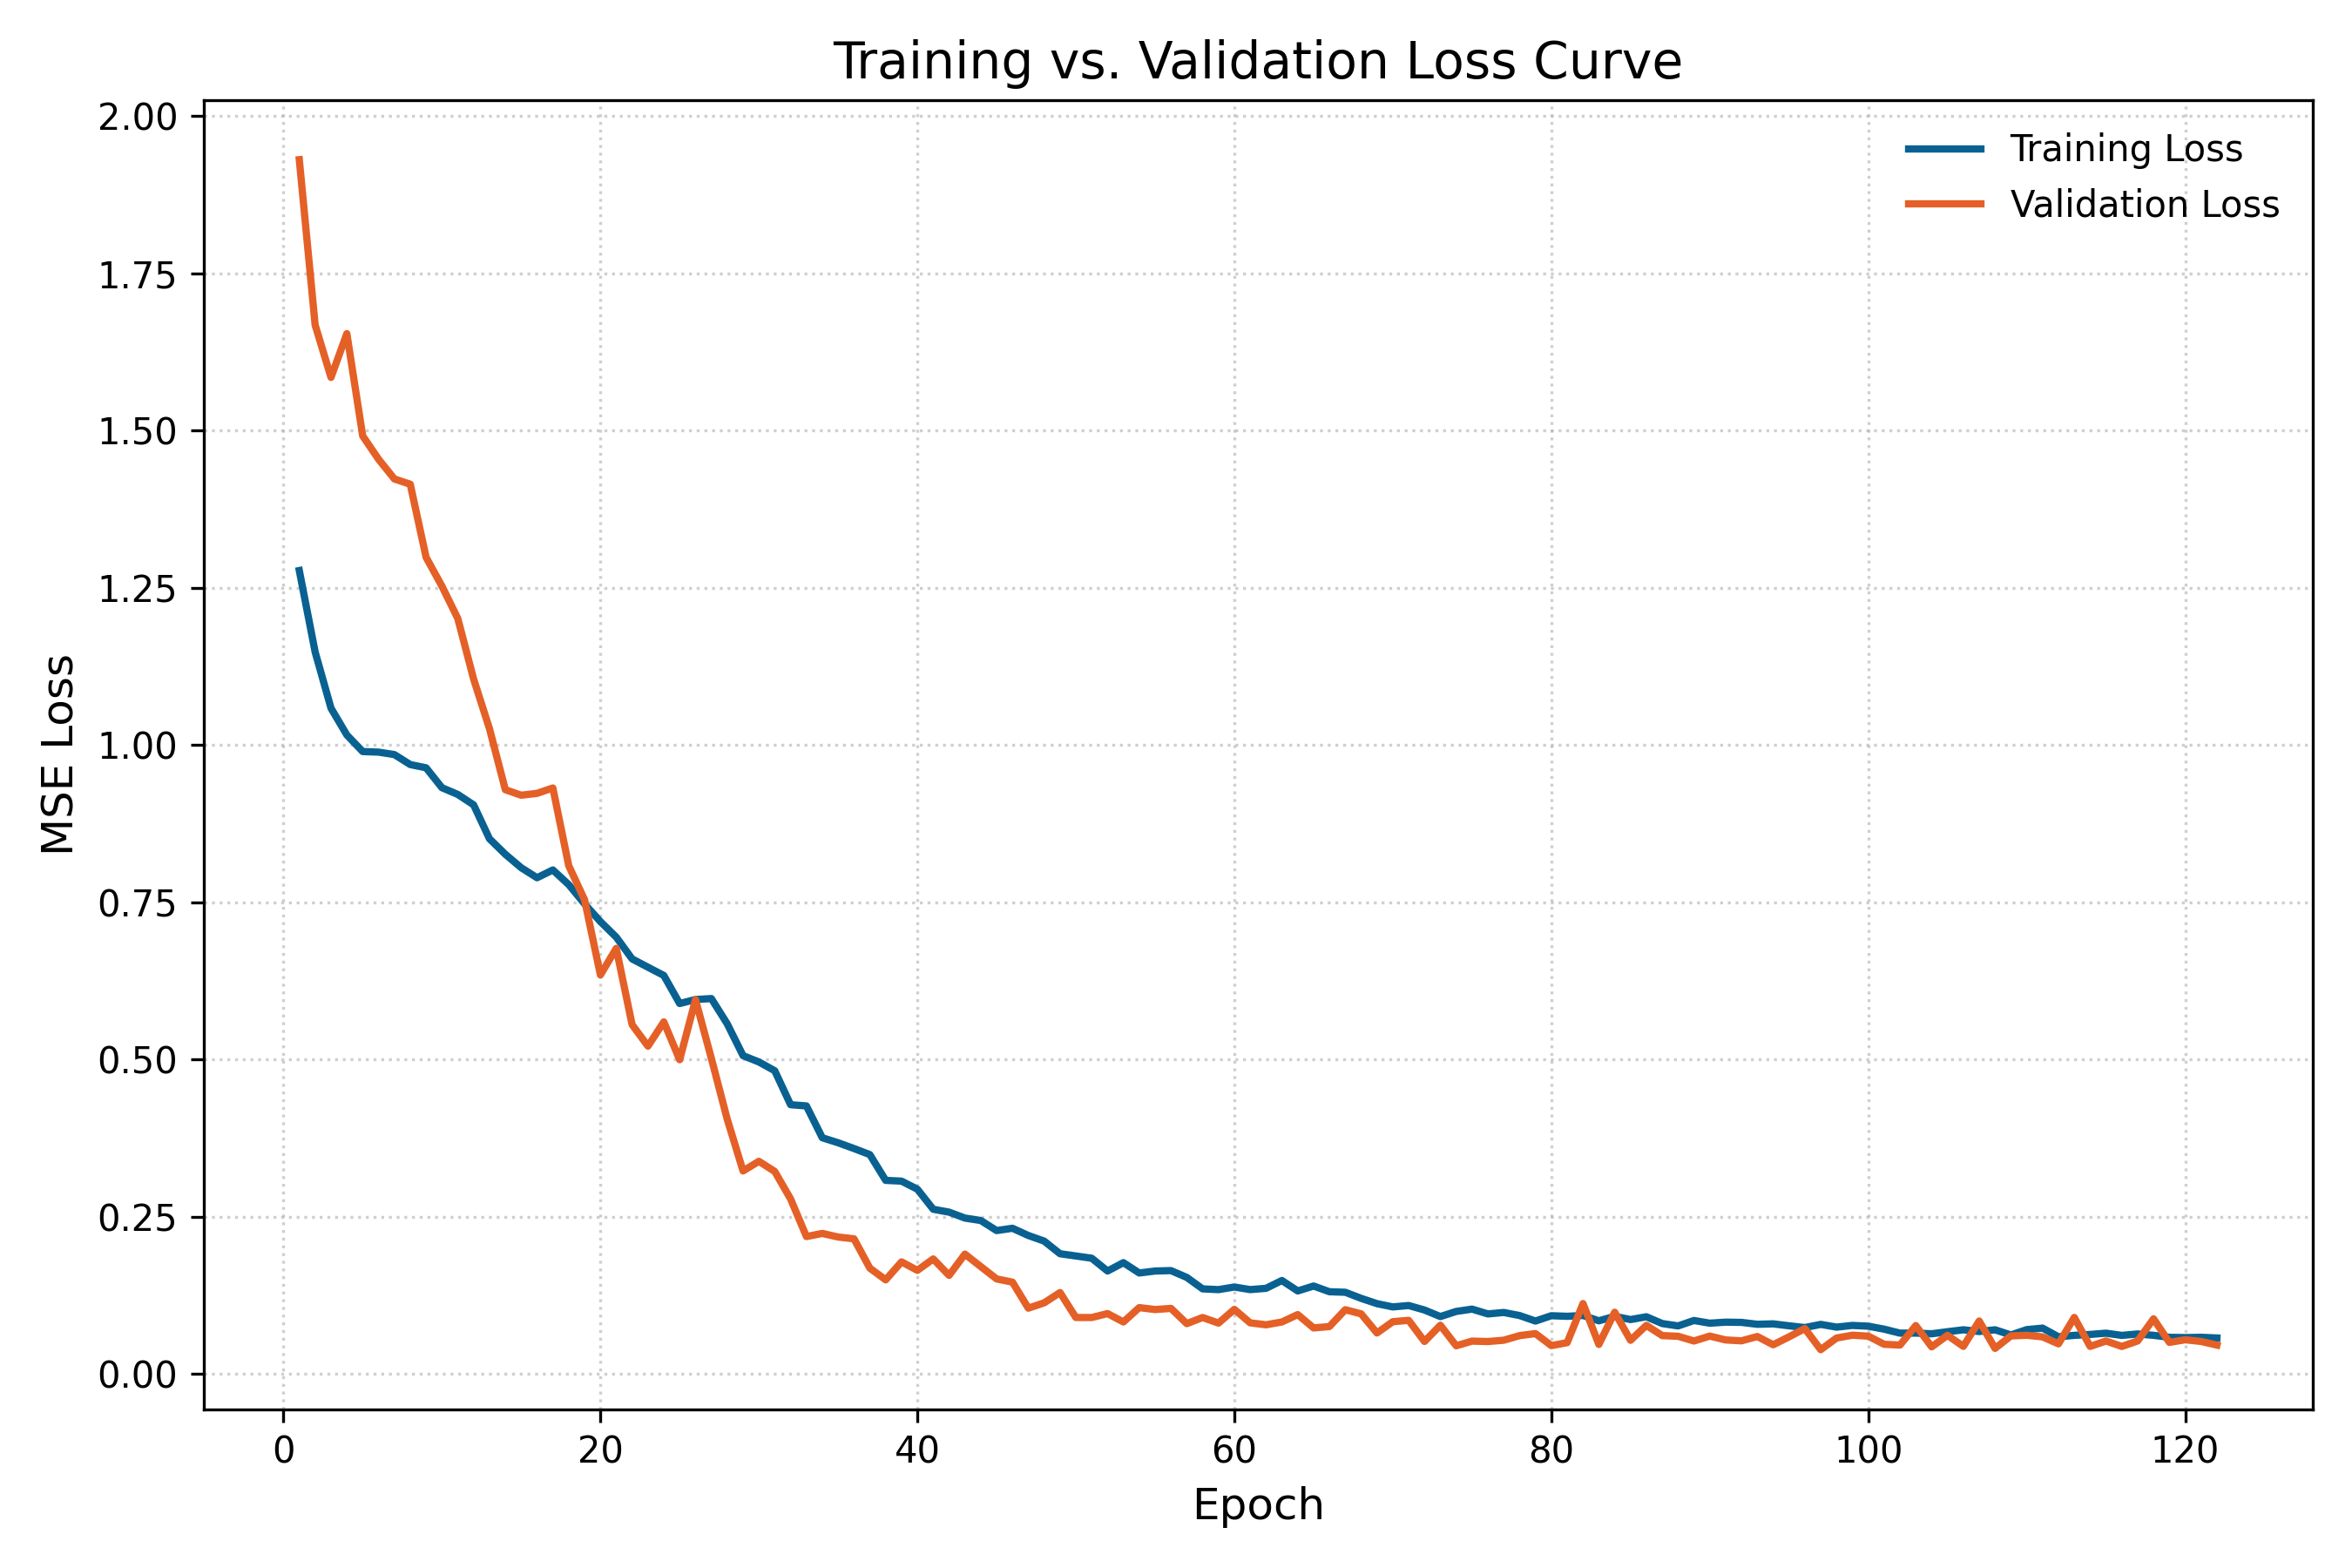 Training vs. Validation Loss Curve
Training Loss
Validation Loss
MSE Loss
2.00
1.75
1.50
1.25
1.00
0.75
0.50
0.25
0.00
0 20 40 60 80 100 120
Epoch